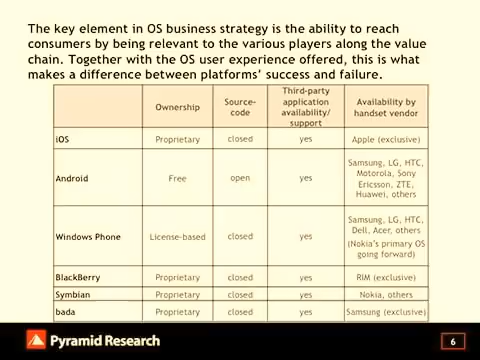 The key element in OS business strategy is the ability to reach
consumers by being relevant to the various players along the value
chain. Together with the OS user experience offered, this is what
makes a difference between platforms' success and failure.
Ownership
Source-
code
Third-party
application
availability/
support
Availability by
handset vendor
iOS
Proprietary
closed
yes
Apple (exclusive)
Android
Free
open
yes
Samsung, LG, HTC,
Motorola, Sony
Ericsson, ZTE,
Huawei, others
Windows Phone
License-based
closed
yes
Samsung, LG, HTC,
Dell, Acer, others
(Nokia's primary OS
going forward)
BlackBerry
Proprietary
closed
yes
RIM (exclusive)
Symbian
Proprietary
closed
yes
Nokia, others
bada
Proprietary
closed
yes
Samsung (exclusive)
Pyramid Research
6